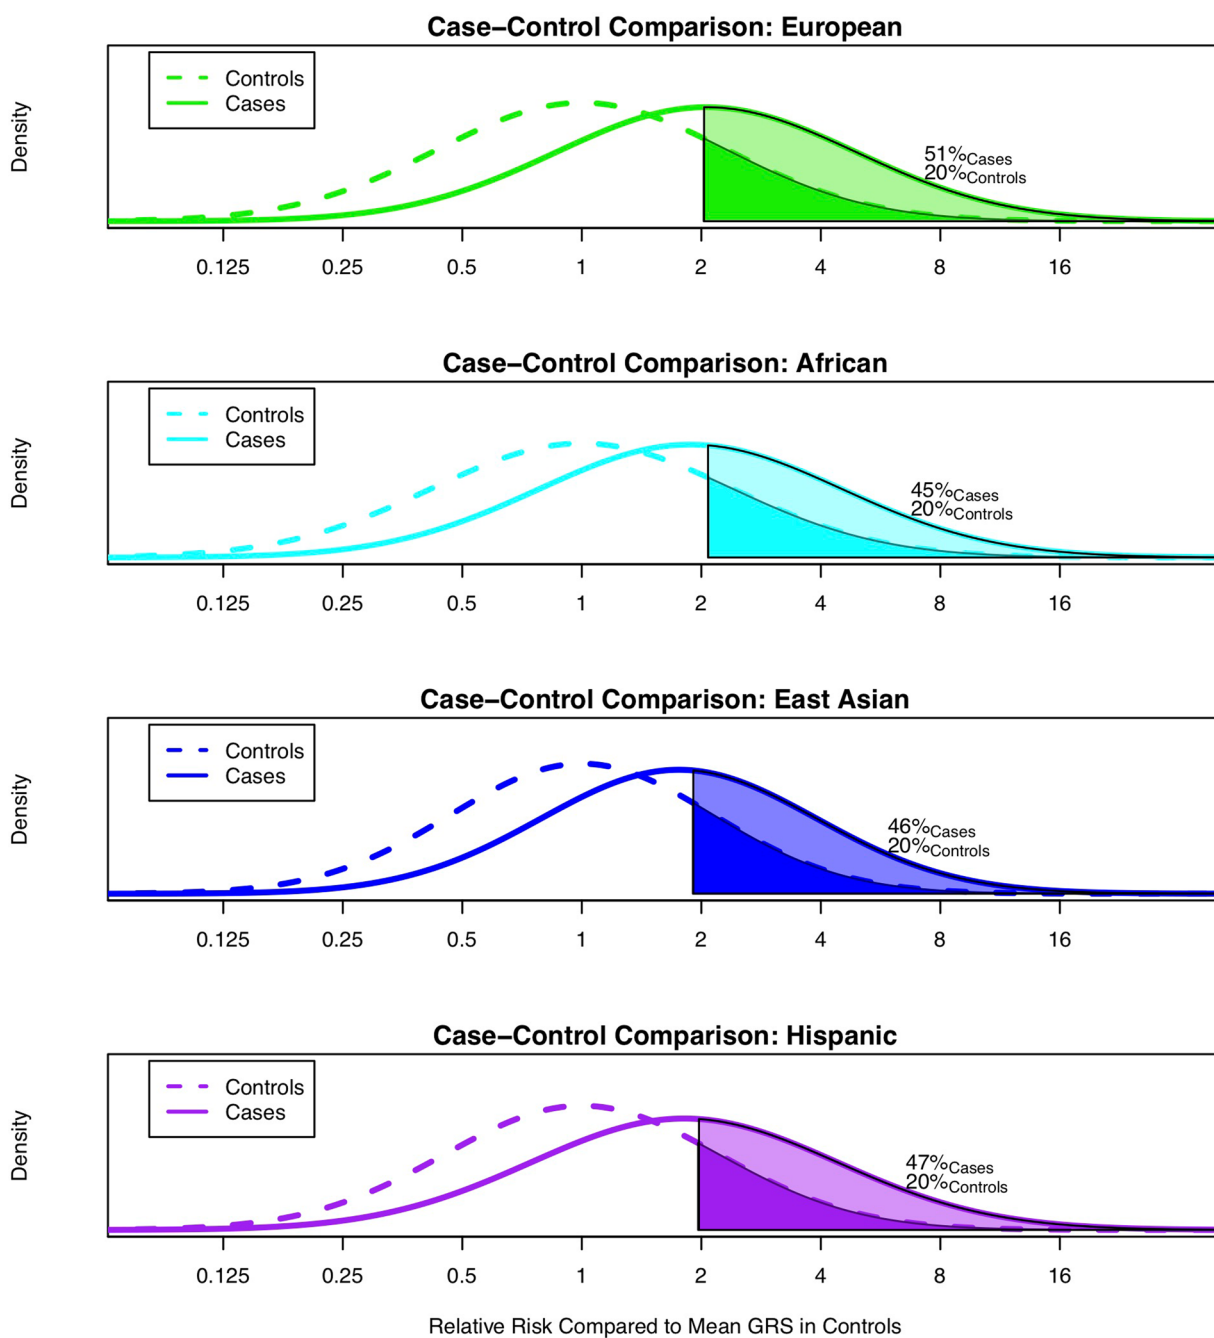 Case–Control Comparison: European
Controls
Cases
Density
51%Cases
20%Controls
0.125 0.25 0.5 1 2 4 8 16
Case–Control Comparison: African
Controls
Cases
Density
45%Cases
20%Controls
0.125 0.25 0.5 1 2 4 8 16
Case–Control Comparison: East Asian
Controls
Cases
Density
46%Cases
20%Controls
0.125 0.25 0.5 1 2 4 8 16
Case–Control Comparison: Hispanic
Controls
Cases
Density
47%Cases
20%Controls
0.125 0.25 0.5 1 2 4 8 16
Relative Risk Compared to Mean GRS in Controls